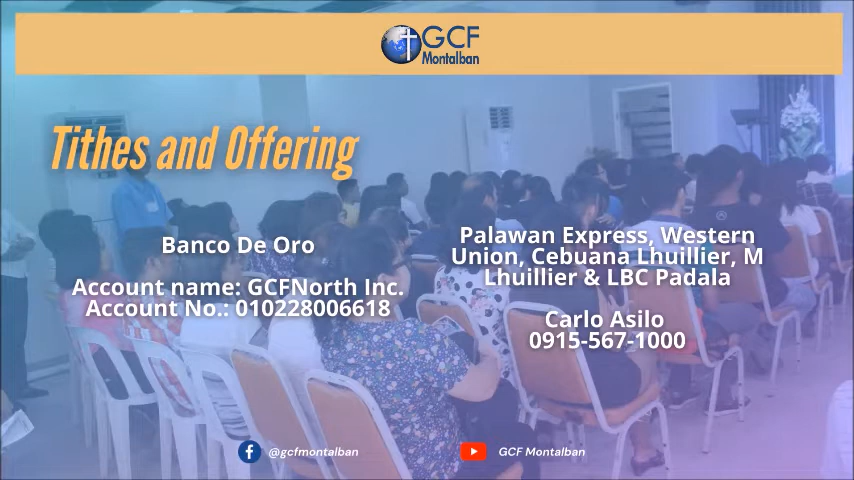 GCF
Montalban
Tithes and Offering
Banco De Oro
Account name: GCFNorth Inc.
Account No.: 010228006618
Palawan Express, Western
Union, Cebuana Lhuillier, M
Lhuillier & LBC Padala
Carlo Asilo
0915-567-1000
@gcfmontalban
GCF Montalban